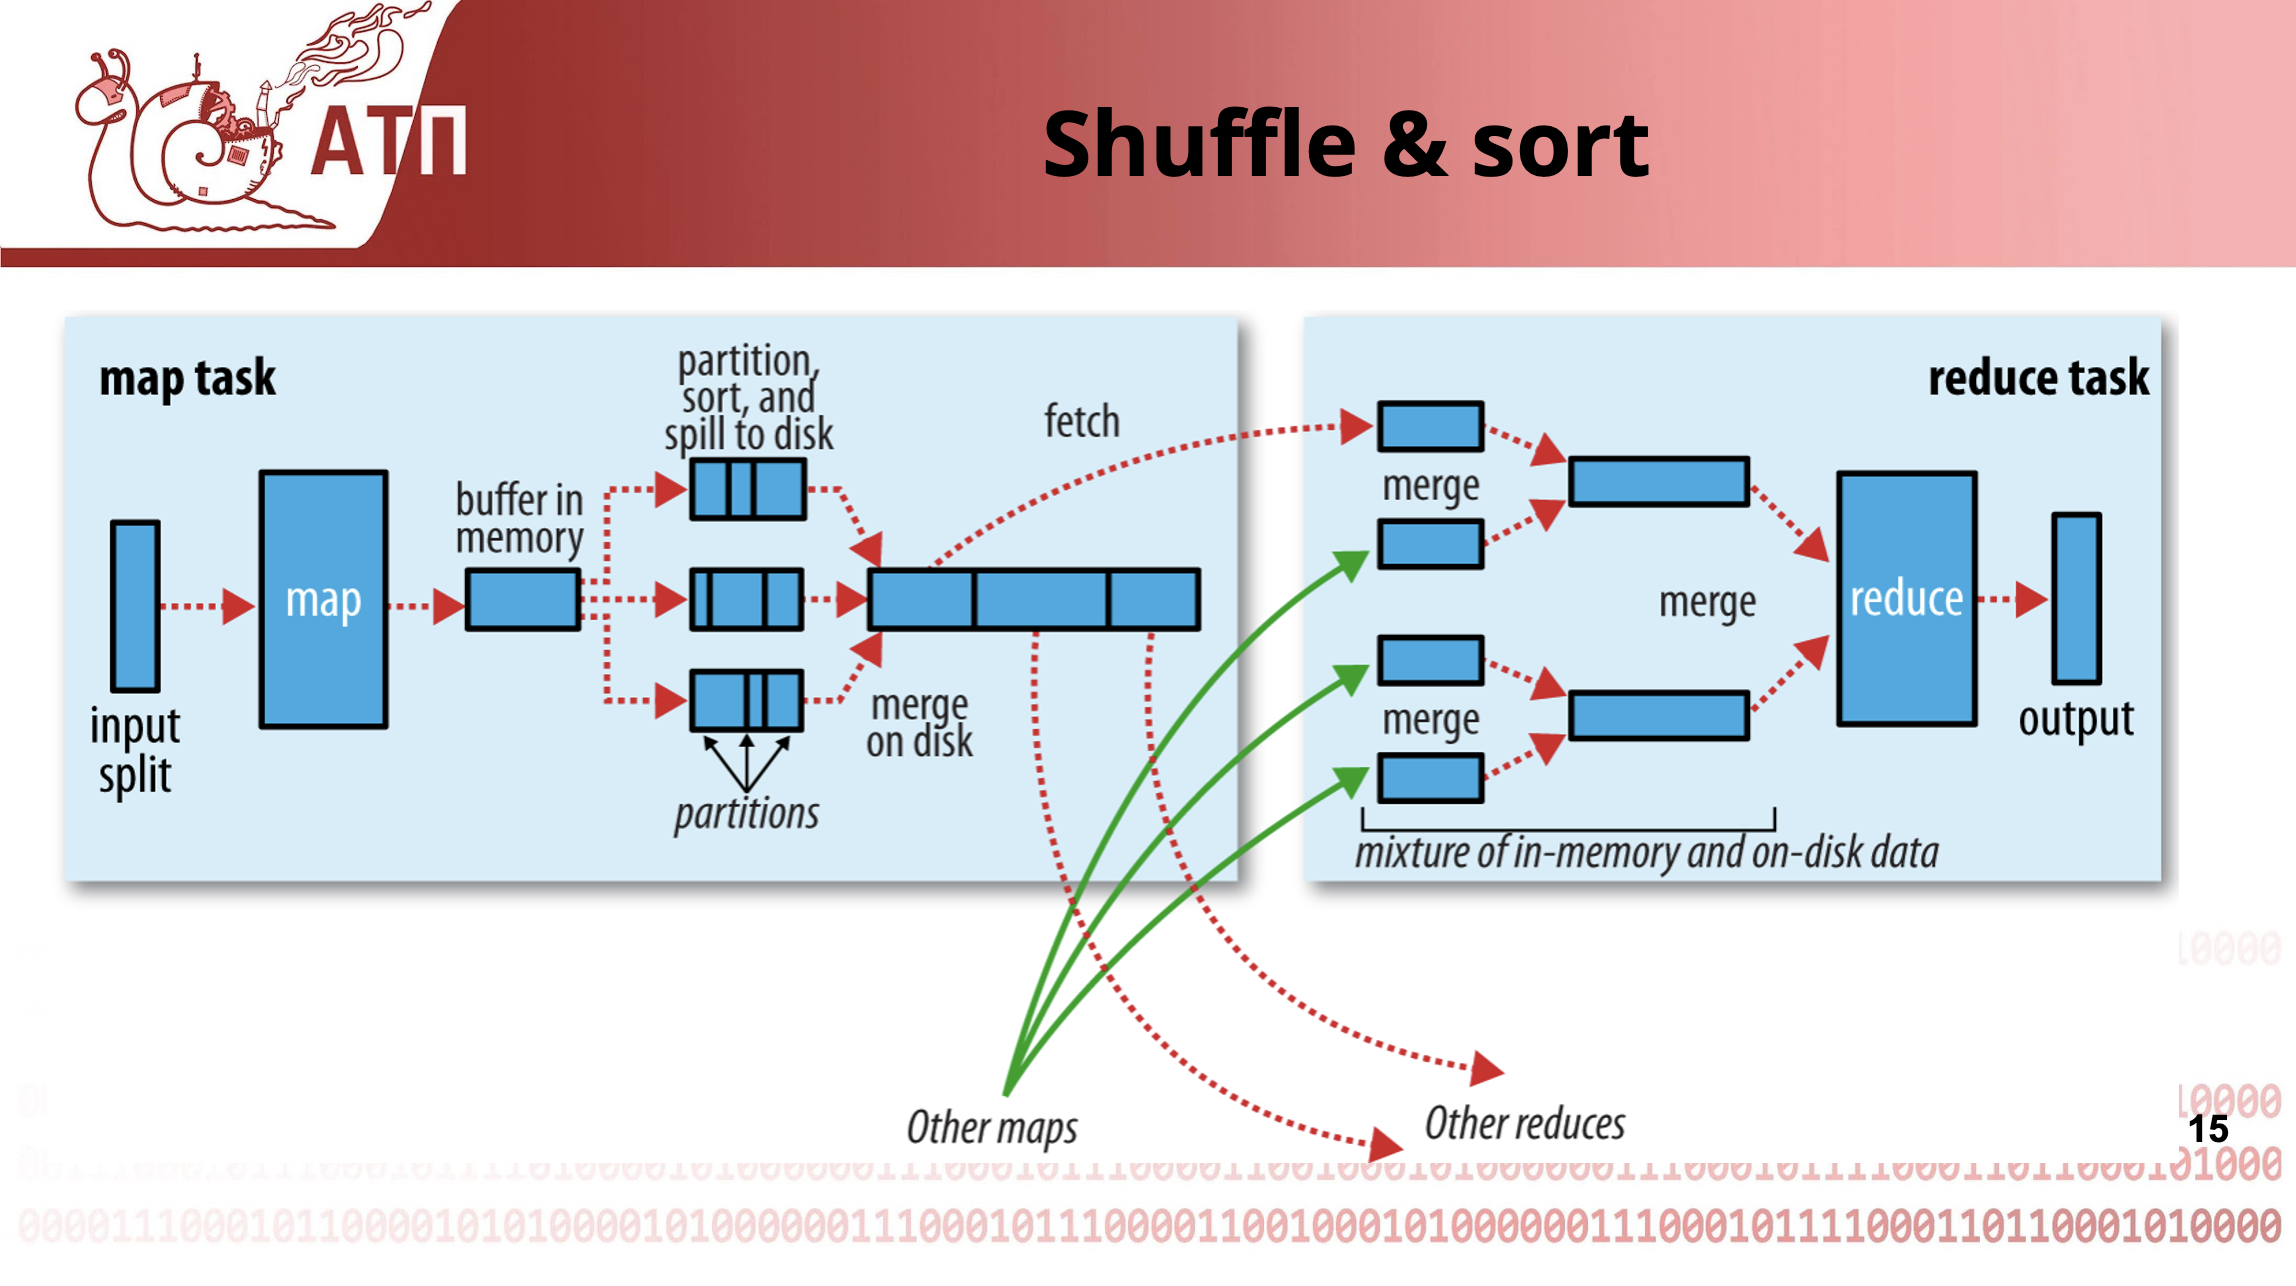 АТП
Shuffle & sort
map task
partition,
sort, and
spill to disk
fetch
buffer in
memory
map
input
split
merge
on disk
partitions
reduce task
merge
merge
merge
reduce
output
mixture of in-memory and on-disk data
Other maps
Other reduces
10000
10000
15